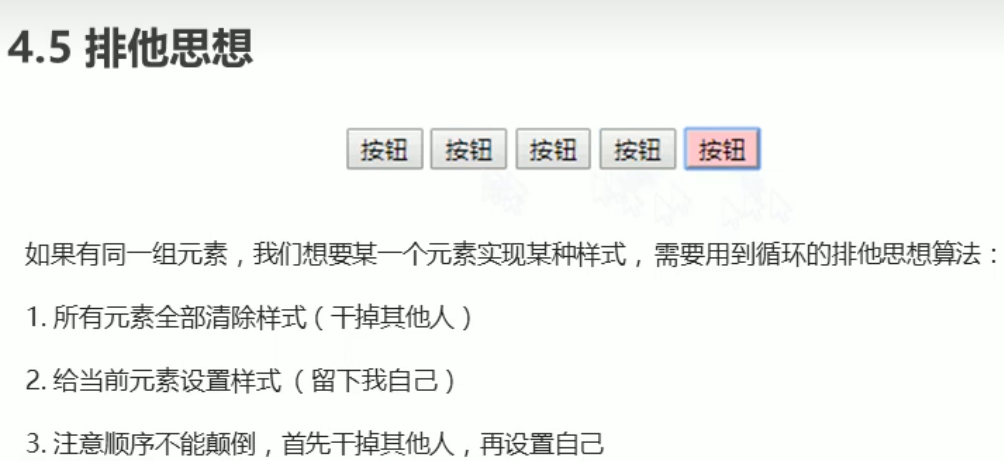 4.5 排他思想
按钮 按钮 按钮 按钮 按钮
如果有同一组元素，我们想要某一个元素实现某种样式，需要用到循环的排他思想算法：
1. 所有元素全部清除样式（干掉其他人）
2. 给当前元素设置样式 （留下我自己）
3. 注意顺序不能颠倒，首先干掉其他人，再设置自己